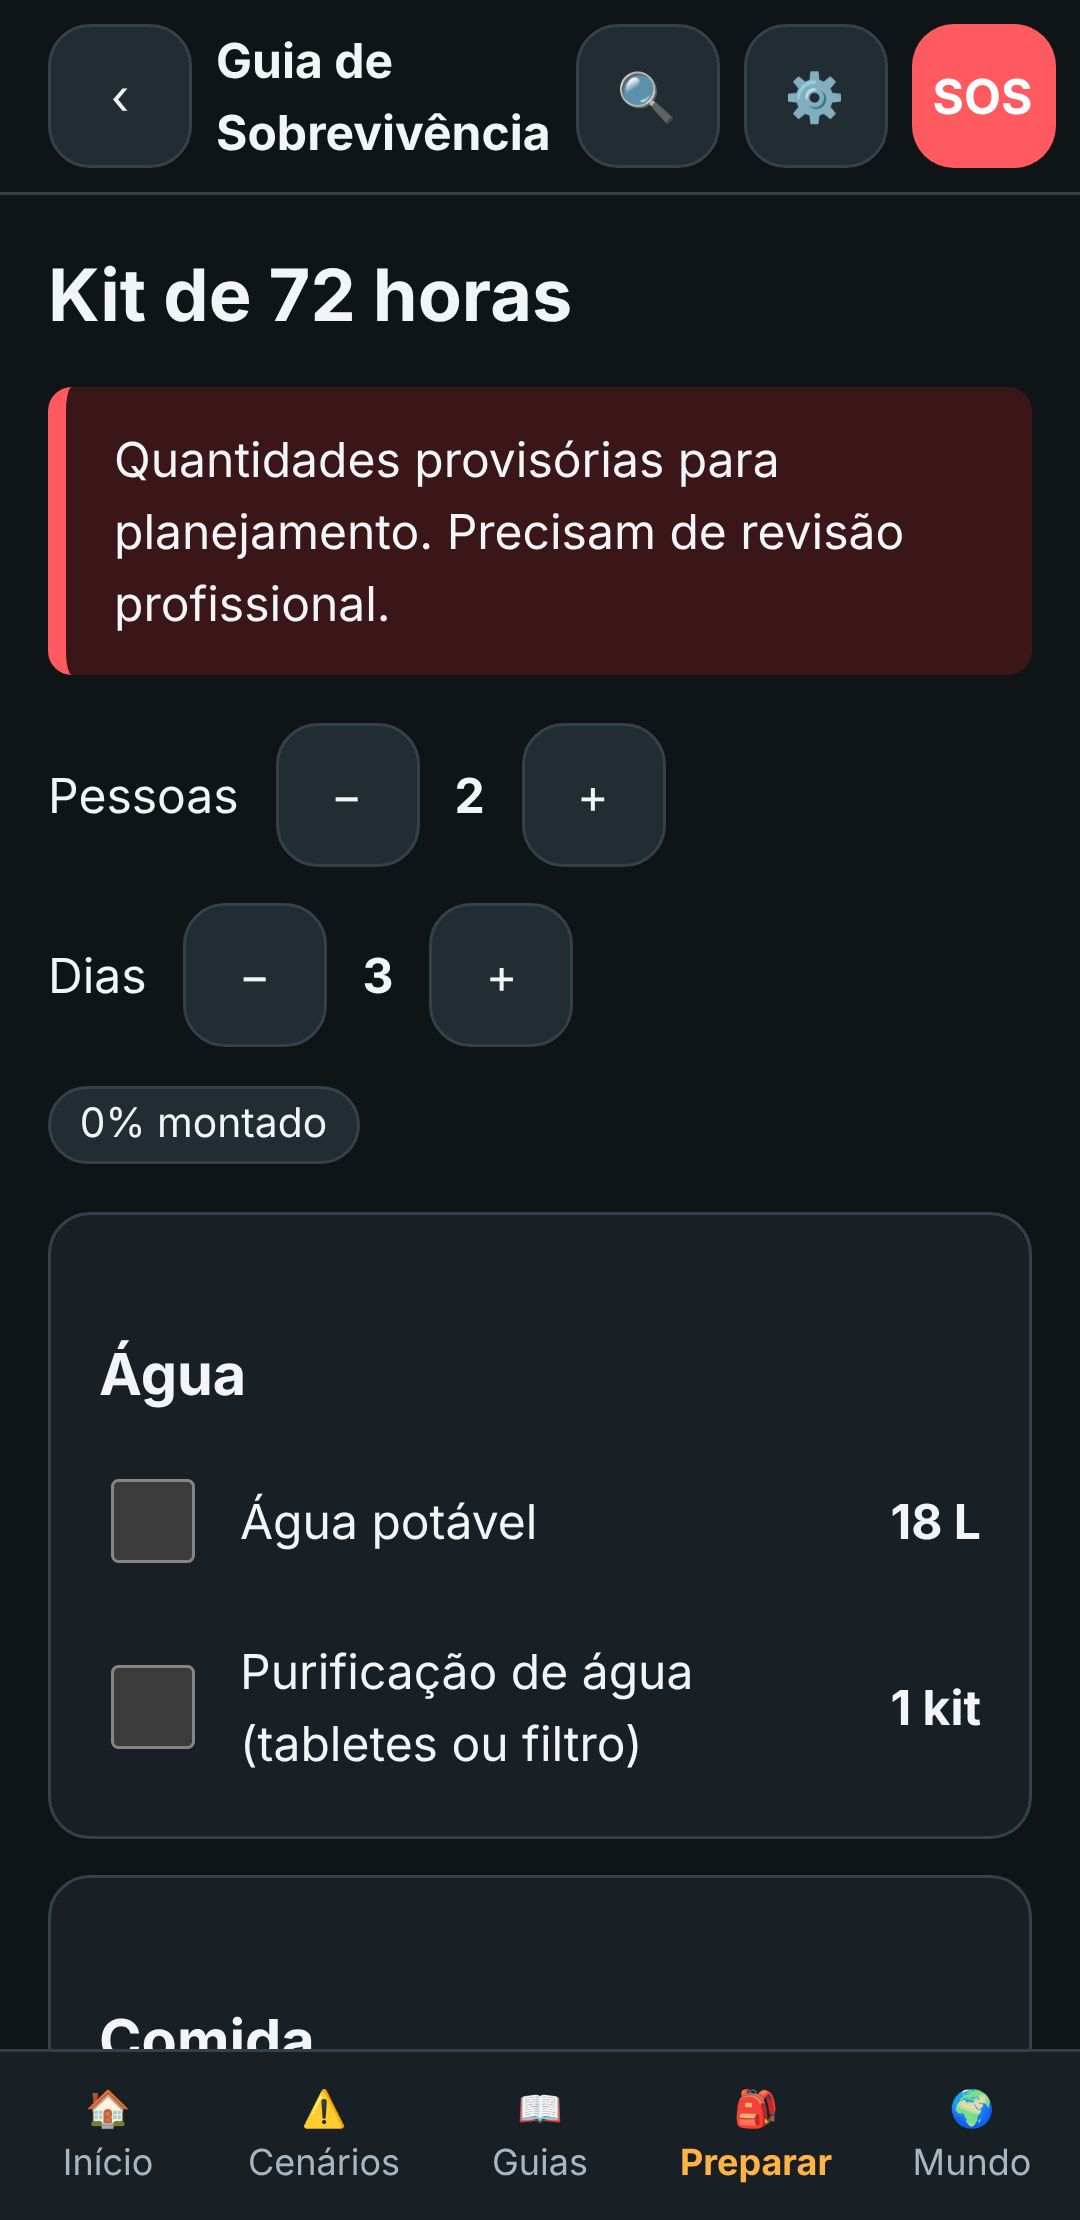 ‹
Guia de
Sobrevivência
SOS
Kit de 72 horas
Quantidades provisórias para
planejamento. Precisam de revisão
profissional.
Pessoas − 2 +
Dias − 3 +
0% montado
Água
Água potável 18 L
Purificação de água
(tabletes ou filtro) 1 kit
Comida
Início Cenários Guias Preparar Mundo